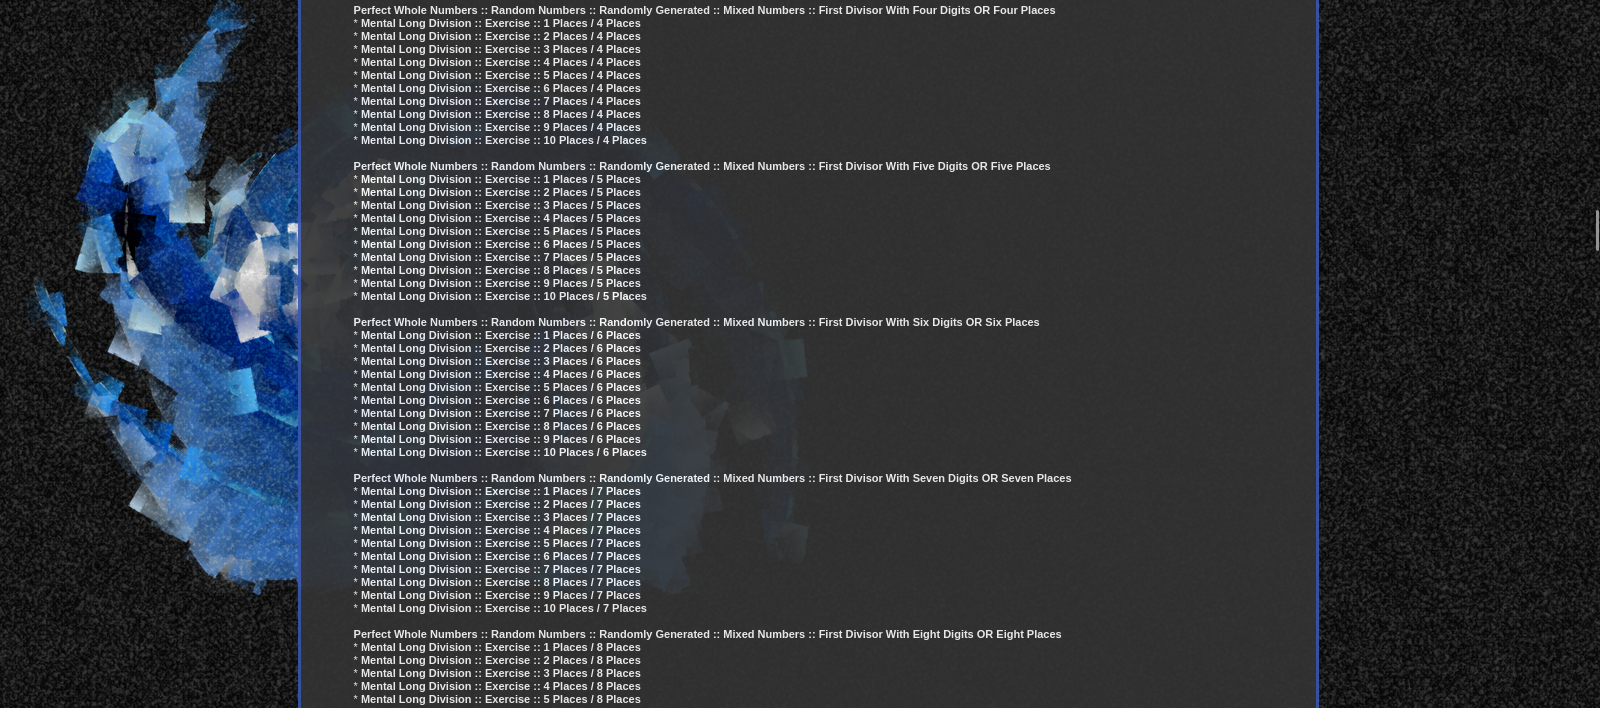 Perfect Whole Numbers :: Random Numbers :: Randomly Generated :: Mixed Numbers :: First Divisor With Four Digits OR Four Places
* Mental Long Division :: Exercise :: 1 Places / 4 Places
* Mental Long Division :: Exercise :: 2 Places / 4 Places
* Mental Long Division :: Exercise :: 3 Places / 4 Places
* Mental Long Division :: Exercise :: 4 Places / 4 Places
* Mental Long Division :: Exercise :: 5 Places / 4 Places
* Mental Long Division :: Exercise :: 6 Places / 4 Places
* Mental Long Division :: Exercise :: 7 Places / 4 Places
* Mental Long Division :: Exercise :: 8 Places / 4 Places
* Mental Long Division :: Exercise :: 9 Places / 4 Places
* Mental Long Division :: Exercise :: 10 Places / 4 Places
Perfect Whole Numbers :: Random Numbers :: Randomly Generated :: Mixed Numbers :: First Divisor With Five Digits OR Five Places
* Mental Long Division :: Exercise :: 1 Places / 5 Places
* Mental Long Division :: Exercise :: 2 Places / 5 Places
* Mental Long Division :: Exercise :: 3 Places / 5 Places
* Mental Long Division :: Exercise :: 4 Places / 5 Places
* Mental Long Division :: Exercise :: 5 Places / 5 Places
* Mental Long Division :: Exercise :: 6 Places / 5 Places
* Mental Long Division :: Exercise :: 7 Places / 5 Places
* Mental Long Division :: Exercise :: 8 Places / 5 Places
* Mental Long Division :: Exercise :: 9 Places / 5 Places
* Mental Long Division :: Exercise :: 10 Places / 5 Places
Perfect Whole Numbers :: Random Numbers :: Randomly Generated :: Mixed Numbers :: First Divisor With Six Digits OR Six Places
* Mental Long Division :: Exercise :: 1 Places / 6 Places
* Mental Long Division :: Exercise :: 2 Places / 6 Places
* Mental Long Division :: Exercise :: 3 Places / 6 Places
* Mental Long Division :: Exercise :: 4 Places / 6 Places
* Mental Long Division :: Exercise :: 5 Places / 6 Places
* Mental Long Division :: Exercise :: 6 Places / 6 Places
* Mental Long Division :: Exercise :: 7 Places / 6 Places
* Mental Long Division :: Exercise :: 8 Places / 6 Places
* Mental Long Division :: Exercise :: 9 Places / 6 Places
* Mental Long Division :: Exercise :: 10 Places / 6 Places
Perfect Whole Numbers :: Random Numbers :: Randomly Generated :: Mixed Numbers :: First Divisor With Seven Digits OR Seven Places
* Mental Long Division :: Exercise :: 1 Places / 7 Places
* Mental Long Division :: Exercise :: 2 Places / 7 Places
* Mental Long Division :: Exercise :: 3 Places / 7 Places
* Mental Long Division :: Exercise :: 4 Places / 7 Places
* Mental Long Division :: Exercise :: 5 Places / 7 Places
* Mental Long Division :: Exercise :: 6 Places / 7 Places
* Mental Long Division :: Exercise :: 7 Places / 7 Places
* Mental Long Division :: Exercise :: 8 Places / 7 Places
* Mental Long Division :: Exercise :: 9 Places / 7 Places
* Mental Long Division :: Exercise :: 10 Places / 7 Places
Perfect Whole Numbers :: Random Numbers :: Randomly Generated :: Mixed Numbers :: First Divisor With Eight Digits OR Eight Places
* Mental Long Division :: Exercise :: 1 Places / 8 Places
* Mental Long Division :: Exercise :: 2 Places / 8 Places
* Mental Long Division :: Exercise :: 3 Places / 8 Places
* Mental Long Division :: Exercise :: 4 Places / 8 Places
* Mental Long Division :: Exercise :: 5 Places / 8 Places